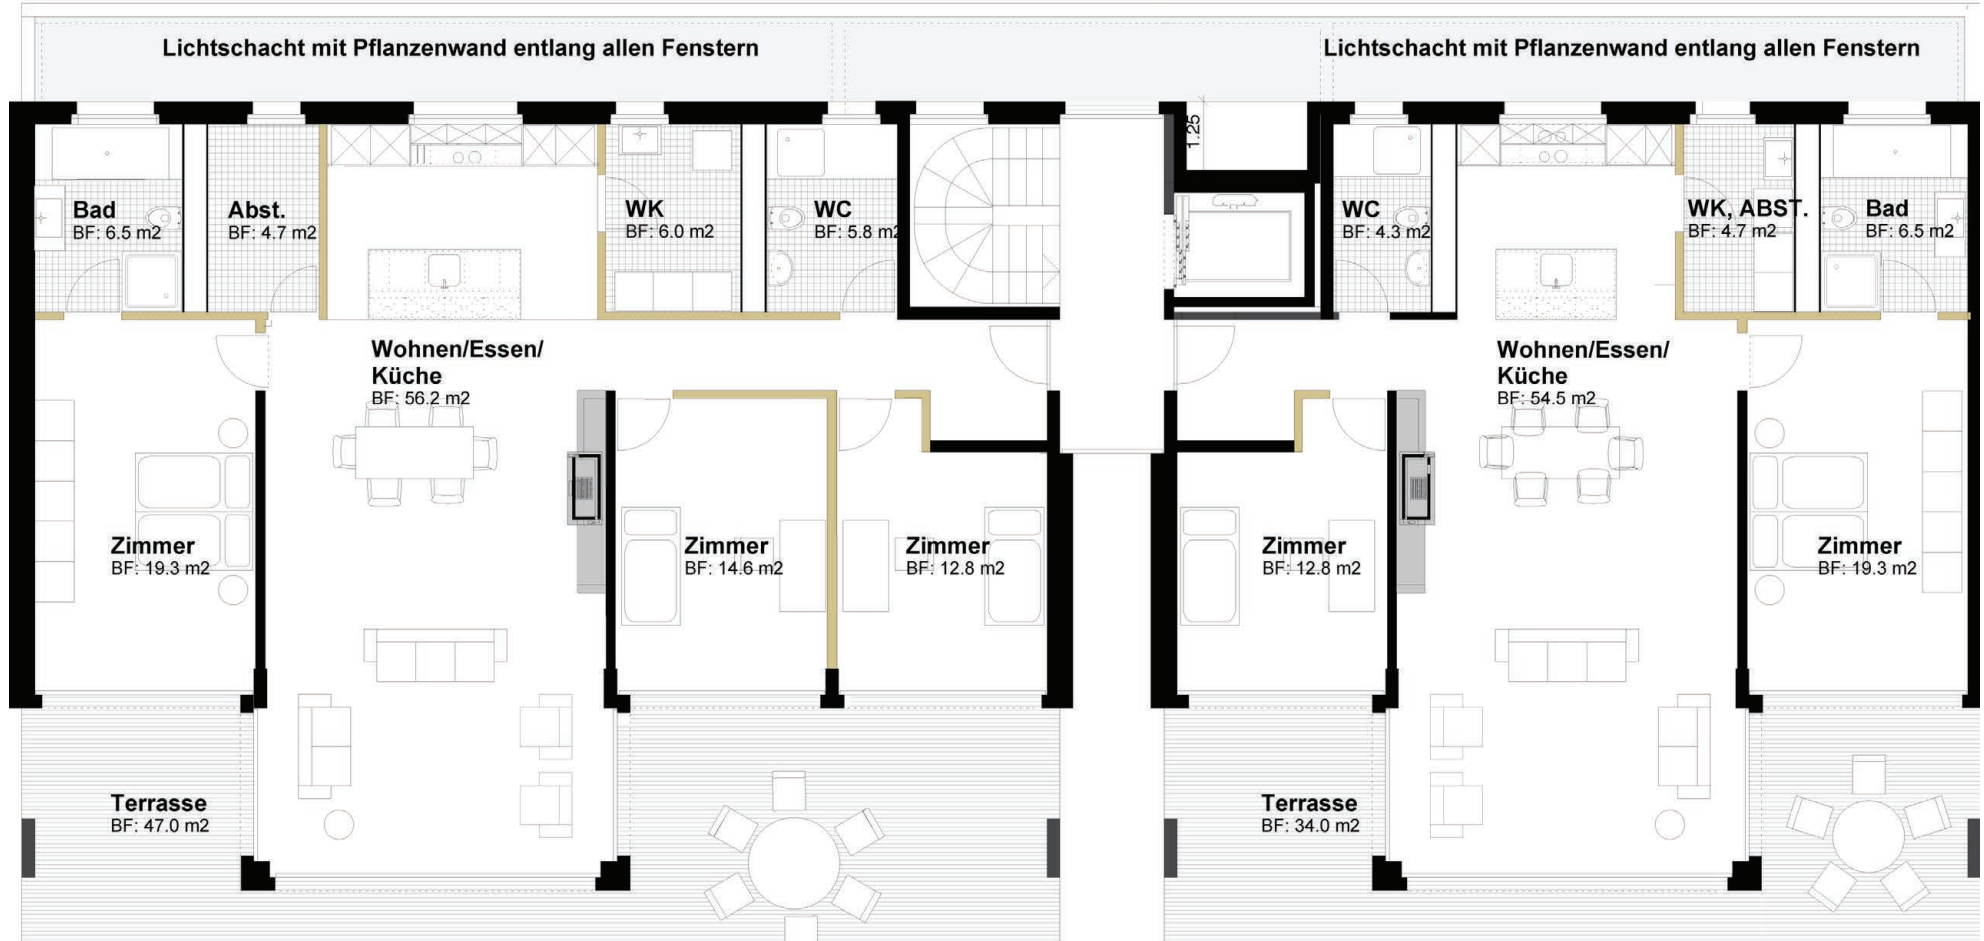 Lichtschacht mit Pflanzenwand entlang allen Fenstern
Lichtschacht mit Pflanzenwand entlang allen Fenstern
1.25
Bad
BF: 6.5 m2
Abst.
BF: 4.7 m2
WK
BF: 6.0 m2
WC
BF: 5.8 m2
WC
BF: 4.3 m2
WK, ABST.
BF: 4.7 m2
Bad
BF: 6.5 m2
Wohnen/Essen/
Küche
BF: 56.2 m2
Wohnen/Essen/
Küche
BF: 54.5 m2
Zimmer
BF: 19.3 m2
Zimmer
BF: 14.6 m2
Zimmer
BF: 12.8 m2
Zimmer
BF: 12.8 m2
Zimmer
BF: 19.3 m2
Terrasse
BF: 47.0 m2
Terrasse
BF: 34.0 m2